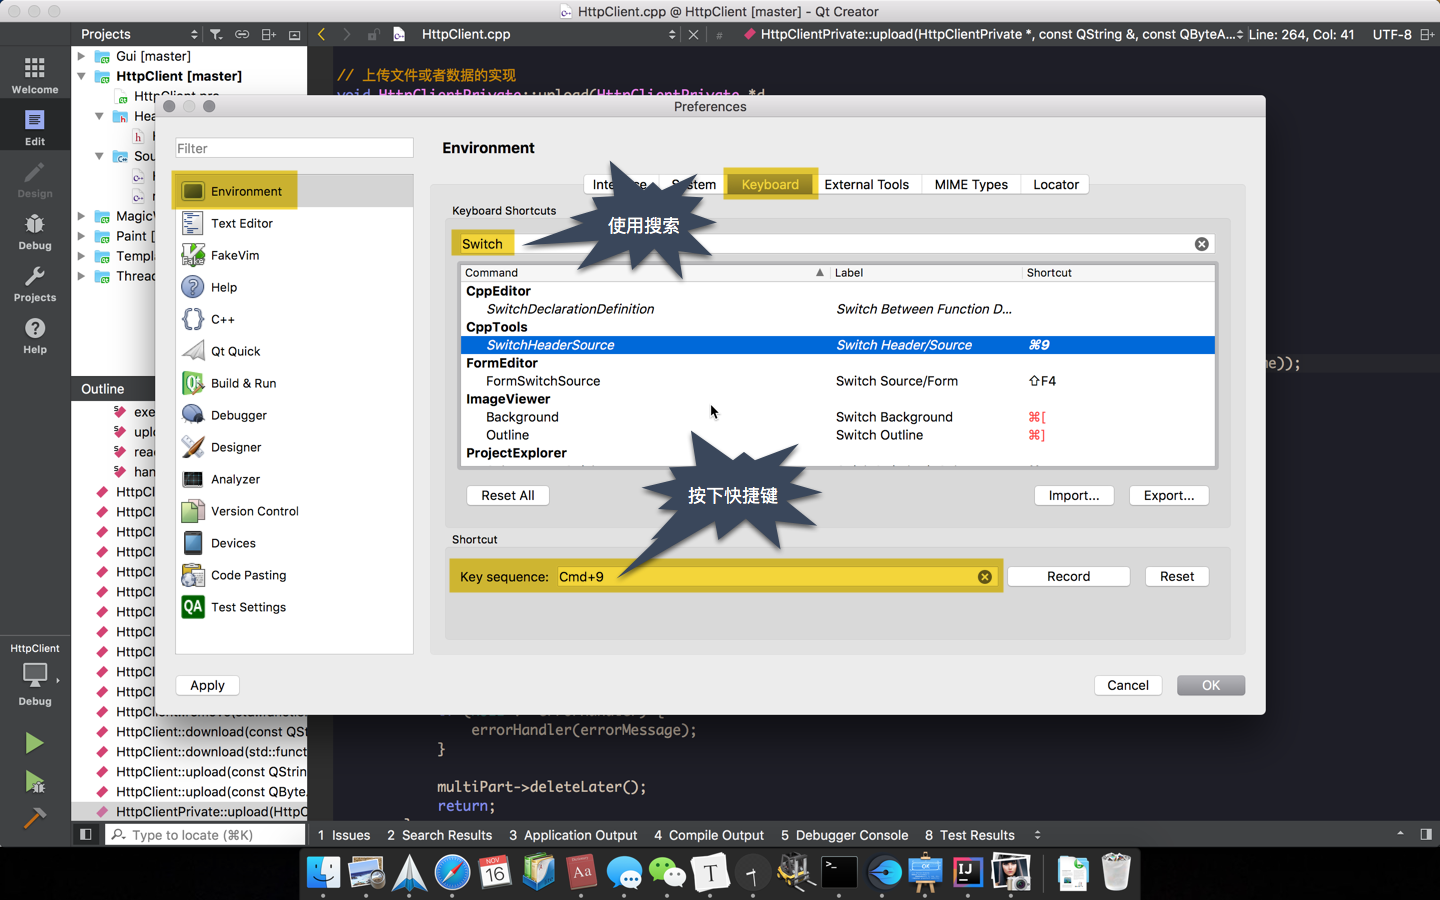 HttpClient.cpp @ HttpClient [master] - Qt Creator
Projects
HttpClient.cpp
#
HttpClientPrivate::upload(HttpClientPrivate *, const QString &, const QByteA...
Line: 264, Col: 41
UTF-8
Welcome
Edit
Design
Debug
Projects
Help
HttpClient
Debug
Gui [master]
HttpClient [master]
HttpClient.pro
Hea
Sou
MagicV
Paint [
Templa
Threac
Outline
exe
uplo
rea
han
HttpCl
HttpCl
HttpCl
HttpCl
HttpCl
HttpCl
HttpCl
HttpCl
HttpCl
HttpCl
HttpCl
HttpClient::download(const QSt
HttpClient::download(std::funct
HttpClient::upload(const QStrin
HttpClient::upload(const QByteA
HttpClientPrivate::upload(HttpC
Type to locate (⌘K)
// 上传文件或者数据的实现
void HttpClientPrivate::upload(HttpClientPrivate *d
e));
errorHandler(errorMessage);
}
multiPart->deleteLater();
return;
Preferences
Filter
Environment
Text Editor
FakeVim
Help
C++
Qt Quick
Build & Run
Debugger
Designer
Analyzer
Version Control
Devices
Code Pasting
Test Settings
Environment
Interface
System
Keyboard
External Tools
MIME Types
Locator
Keyboard Shortcuts
使用搜索
Switch
Command
Label
Shortcut
CppEditor
SwitchDeclarationDefinition
Switch Between Function D...
CppTools
SwitchHeaderSource
Switch Header/Source
⌘9
FormEditor
FormSwitchSource
Switch Source/Form
⇧F4
ImageViewer
Background
Switch Background
⌘[
Outline
Switch Outline
⌘]
ProjectExplorer
按下快捷键
Reset All
Import...
Export...
Shortcut
Key sequence:
Cmd+9
Record
Reset
Apply
Cancel
OK
1 Issues
2 Search Results
3 Application Output
4 Compile Output
5 Debugger Console
8 Test Results
NOV
16
Aa
T
>_
IJ